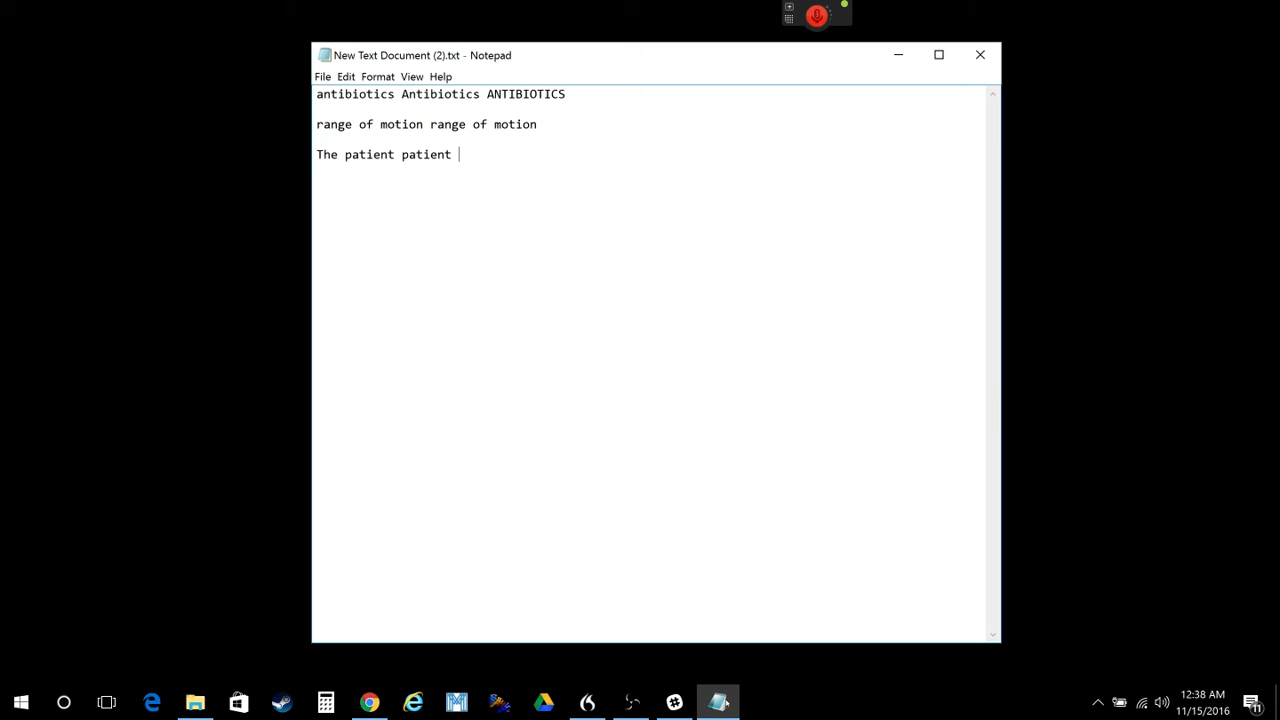 New Text Document (2).txt - Notepad
File Edit Format View Help
antibiotics Antibiotics ANTIBIOTICS
range of motion range of motion
The patient patient
12:38 AM
11/15/2016
11